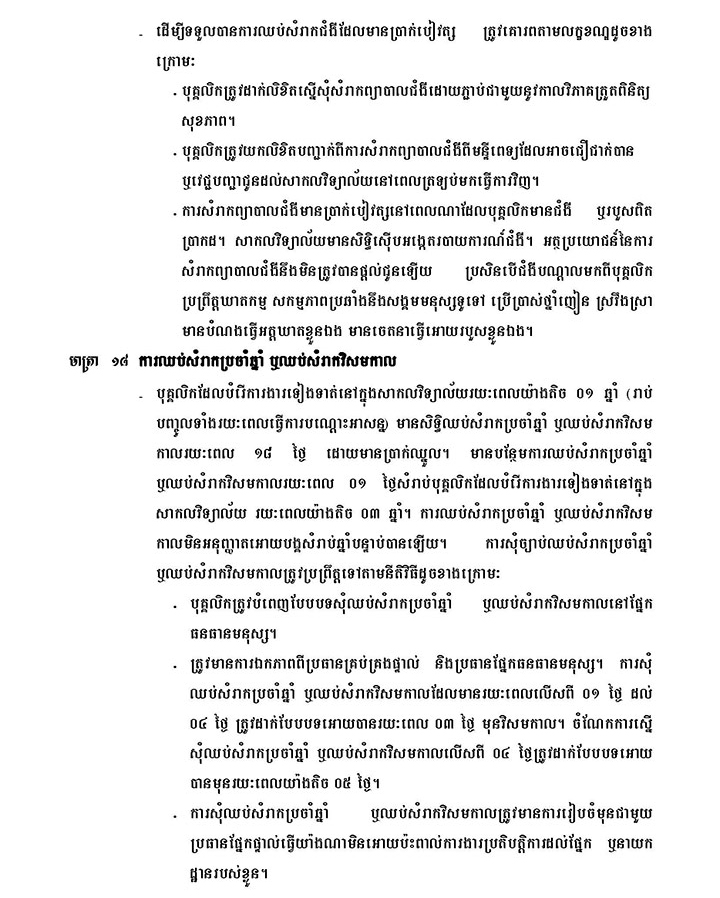 - ដើម្បីទទួលបានការឈប់សំរាកជំងឺដែលមានប្រាក់បៀវត្ស ត្រូវគោរពតាមលក្ខខណ្ឌដូចខាង
ក្រោមៈ
. បុគ្គលិកត្រូវដាក់លិខិតស្នើសុំសំរាកព្យាបាលជំងឺដោយភ្ជាប់ជាមួយនូវកាលវិភាគត្រួតពិនិត្យ
សុខភាព។
. បុគ្គលិកត្រូវយកលិខិតបញ្ជាក់ពីការសំរាកព្យាបាលជំងឺពីមន្ទីពេទ្យដែលអាចជឿជាក់បាន
ឬវេជ្ជបញ្ជាជូនដល់សាកលវិទ្យាល័យនៅពេលត្រឡប់មកធ្វើការវិញ។
. ការសំរាកព្យាបាលជំងឺមានប្រាក់បៀវត្សនៅពេលណាដែលបុគ្គលិកមានជំងឺ ឬរបួសពិត
ប្រាកដ។ សាកលវិទ្យាល័យមានសិទ្ធិស៊ើបអង្កេតរបាយការណ៍ជំងឺ។ អត្ថប្រយោជន៍នៃការ
សំរាកព្យាបាលជំងឺនឹងមិនត្រូវបានផ្តល់ជូនឡើយ ប្រសិនបើជំងឺបណ្តាលមកពីបុគ្គលិក
ប្រព្រឹត្តឃាតកម្ម សកម្មភាពប្រឆាំងនឹងសង្គមមនុស្សទូទៅ ប្រើប្រាស់ថ្នាំញៀន ស្រវឹងស្រា
មានបំណងធ្វើអត្តឃាតខ្លួនឯង មានចេតនាធ្វើអោយរបួសខ្លួនឯង។
មាត្រា ១៨ ការឈប់សំរាកប្រចាំឆ្នាំ ឬឈប់សំរាកវិសមកាល
- បុគ្គលិកដែលបំរើការងារទៀងទាត់នៅក្នុងសាកលវិទ្យាល័យរយៈពេលយ៉ាងតិច ០១ ឆ្នាំ (រាប់
បញ្ចូលទាំងរយៈពេលធ្វើការបណ្តោះអាសន្ន) មានសិទ្ធិឈប់សំរាកប្រចាំឆ្នាំ ឬឈប់សំរាកវិសម
កាលរយៈពេល ១៨ ថ្ងៃ ដោយមានប្រាក់ឈ្នួល។ មានបន្ថែមការឈប់សំរាកប្រចាំឆ្នាំ
ឬឈប់សំរាកវិសមកាលរយៈពេល ០១ ថ្ងៃសំរាប់បុគ្គលិកដែលបំរើការងារទៀងទាត់នៅក្នុង
សាកលវិទ្យាល័យ រយៈពេលយ៉ាងតិច ០៣ ឆ្នាំ។ ការឈប់សំរាកប្រចាំឆ្នាំ ឬឈប់សំរាកវិសម
កាលមិនអនុញ្ញាតអោយបង្គរសំរាប់ឆ្នាំបន្ទាប់បានឡើយ។ ការសុំច្បាប់ឈប់សំរាកប្រចាំឆ្នាំ
ឬឈប់សំរាកវិសមកាលត្រូវប្រព្រឹត្តទៅតាមនីតិវិធីដូចខាងក្រោមៈ
. បុគ្គលិកត្រូវបំពេញបែបបទសុំឈប់សំរាកប្រចាំឆ្នាំ ឬឈប់សំរាកវិសមកាលនៅផ្នែក
ធនធានមនុស្ស។
. ត្រូវមានការឯកភាពពីប្រធានគ្រប់គ្រងផ្ទាល់ និងប្រធានផ្នែកធនធានមនុស្ស។ ការសុំ
ឈប់សំរាកប្រចាំឆ្នាំ ឬឈប់សំរាកវិសមកាលដែលមានរយៈពេលលើសពី ០១ ថ្ងៃ ដល់
០៤ ថ្ងៃ ត្រូវដាក់បែបបទអោយបានរយៈពេល ០៣ ថ្ងៃ មុនវិសមកាល។ ចំណែកការស្នើ
សុំឈប់សំរាកប្រចាំឆ្នាំ ឬឈប់សំរាកវិសមកាលលើសពី ០៤ ថ្ងៃត្រូវដាក់បែបបទអោយ
បានមុនរយៈពេលយ៉ាងតិច ០៥ ថ្ងៃ។
. ការសុំឈប់សំរាកប្រចាំឆ្នាំ ឬឈប់សំរាកវិសមកាលត្រូវមានការរៀបចំមុនជាមួយ
ប្រធានផ្នែកផ្ទាល់ធ្វើយ៉ាងណាមិនអោយប៉ះពាល់ការងារប្រតិបត្តិការដល់ផ្នែក ឬនាយក
ដ្ឋានរបស់ខ្លួន។